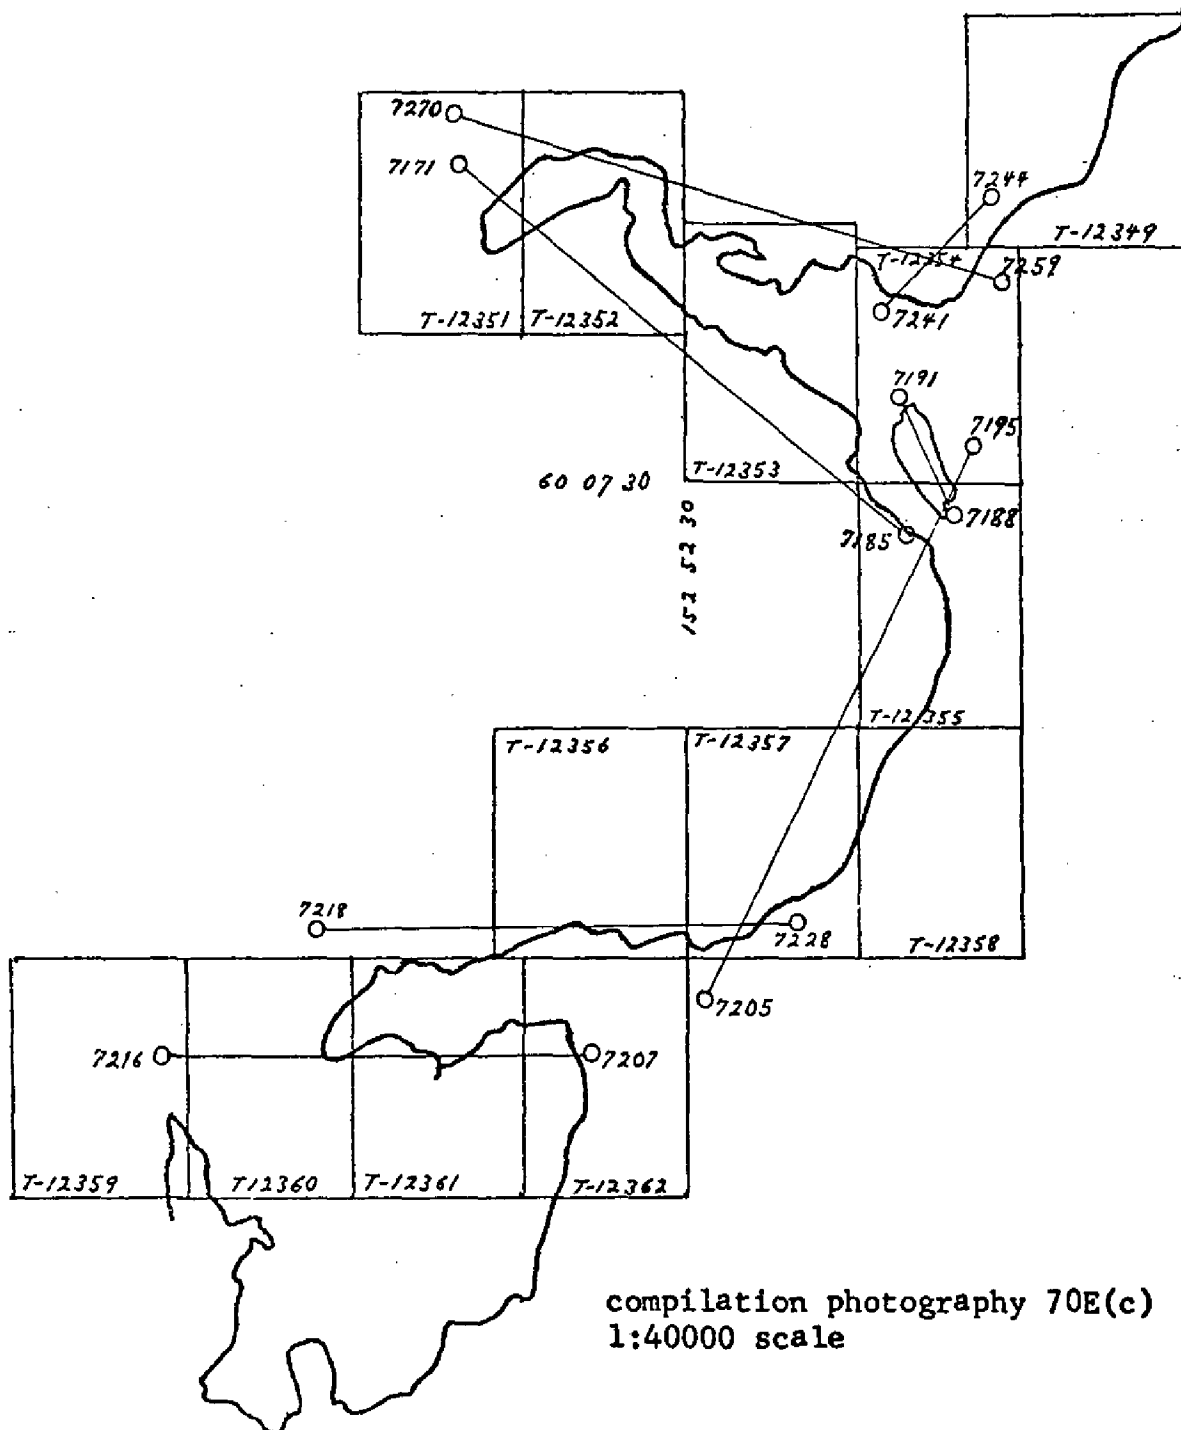 7270
7171
7244
T-12349
T-12354
7259
7241
T-12351
T-12352
7191
7195
T-12353
60 07 30
152 52 30
7188
7185
T-12355
T-12356
T-12357
7218
7228
T-12358
7205
7216
7207
T-12359
T12360
T-12361
T-12362
compilation photography 70E(c)
1:40000 scale